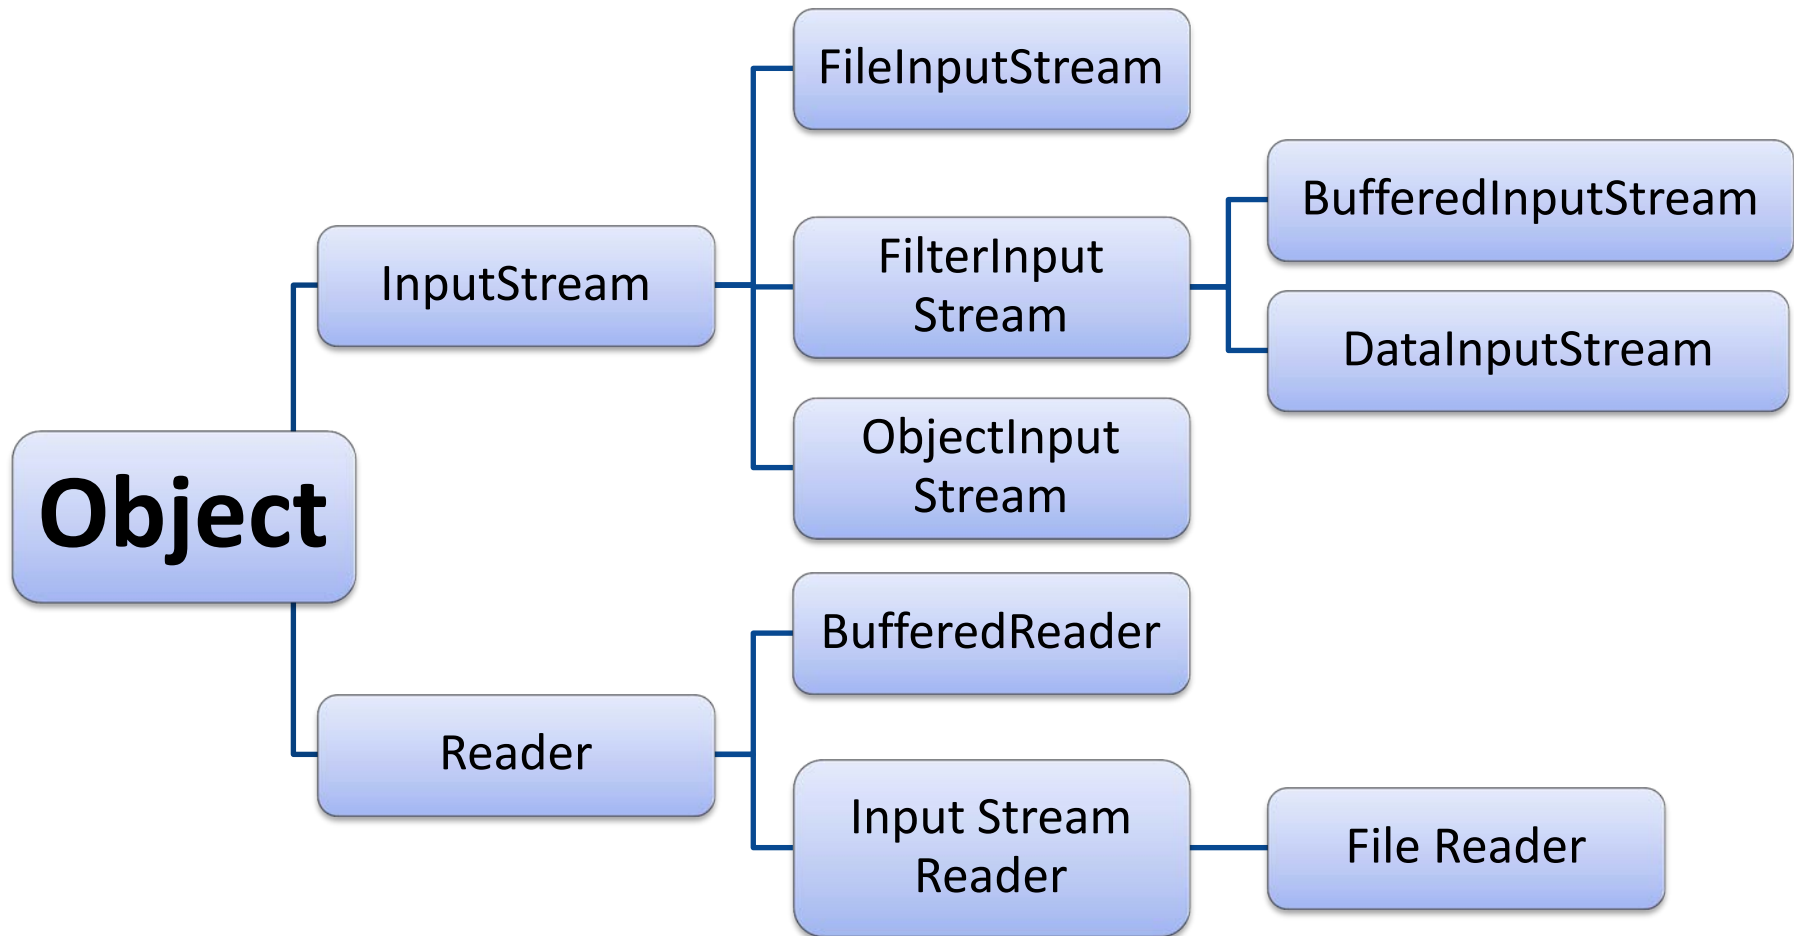 FileInputStream
BufferedInputStream
FilterInput
Stream
InputStream
DataInputStream
ObjectInput
Stream
Object
BufferedReader
Reader
Input Stream
Reader
File Reader